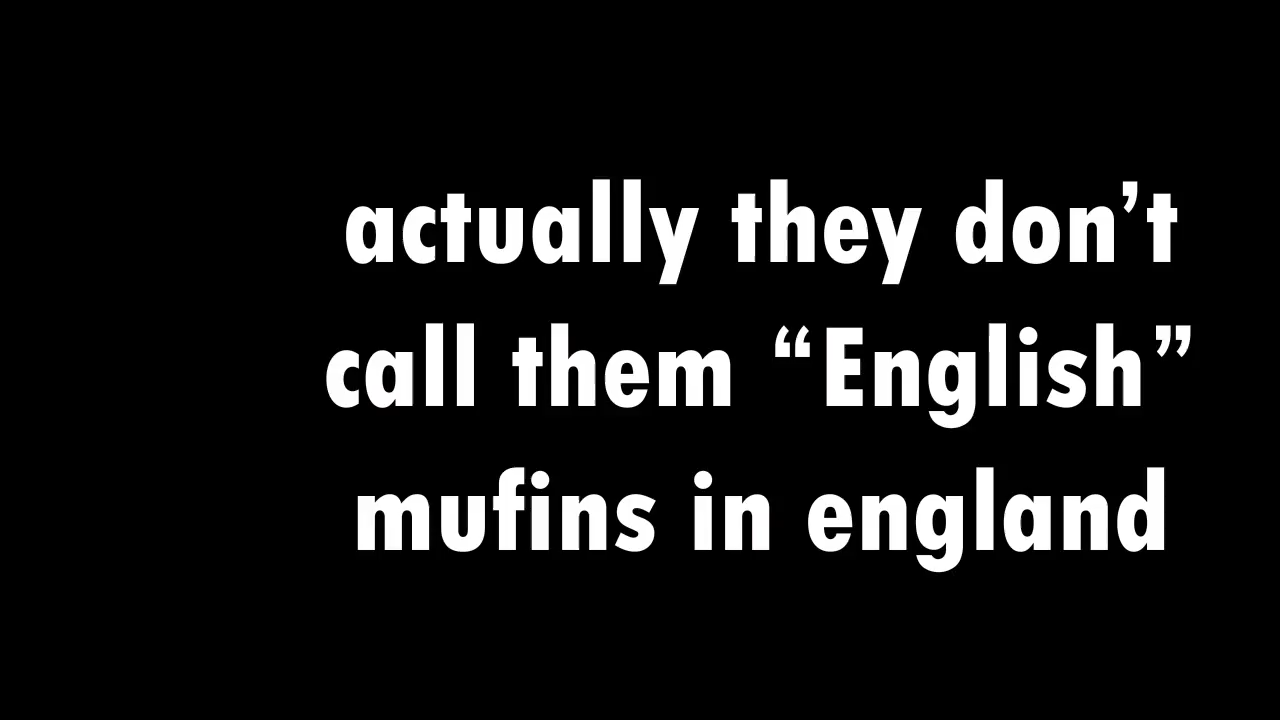 actually they don’t
call them “English”
mufins in england